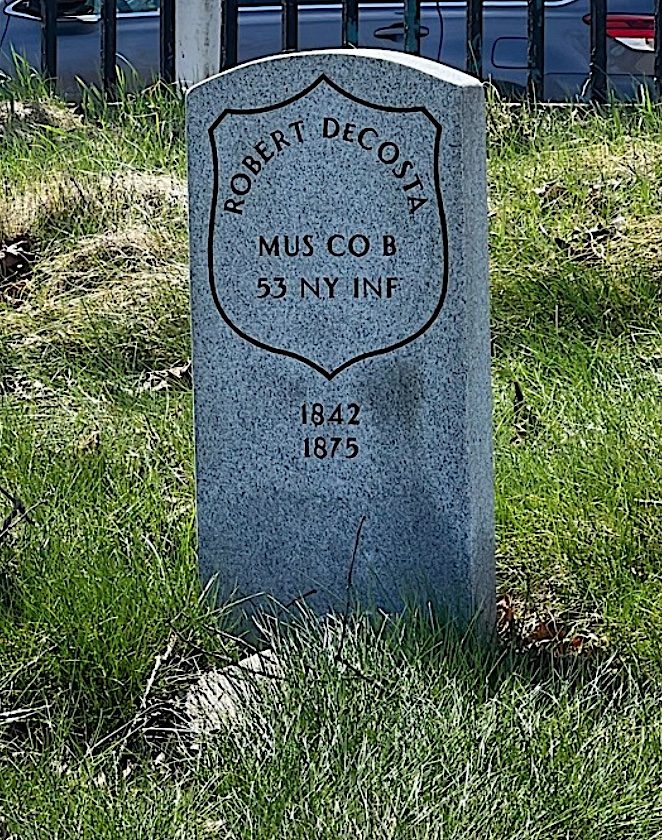 ROBERT DECOSTA
MUS CO B
53 NY INF
1842
1875